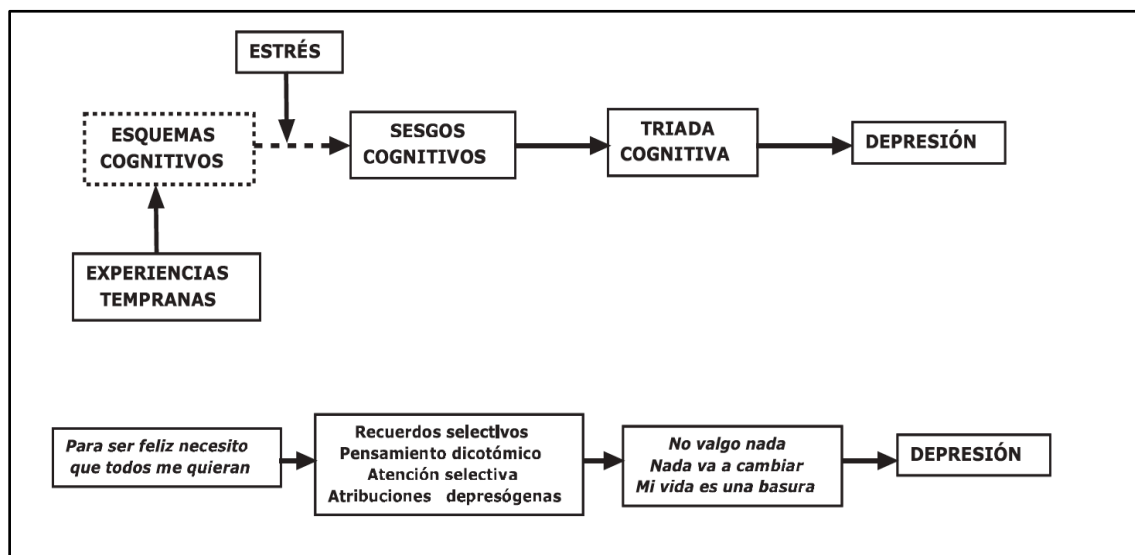 ESTRÉS
ESQUEMAS
COGNITIVOS
SESGOS
COGNITIVOS
TRIADA
COGNITIVA
DEPRESIÓN
EXPERIENCIAS
TEMPRANAS
Para ser feliz necesito
que todos me quieran
Recuerdos selectivos
Pensamiento dicotómico
Atención selectiva
Atribuciones depresógenas
No valgo nada
Nada va a cambiar
Mi vida es una basura
DEPRESIÓN